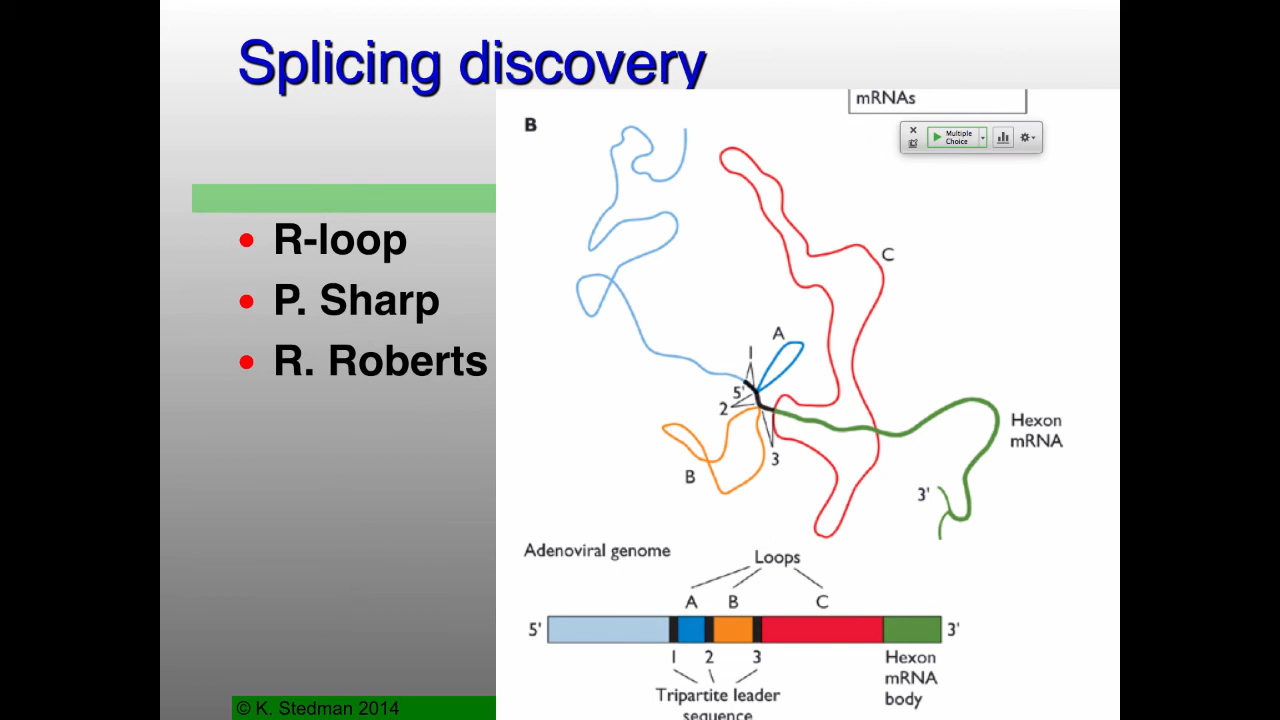 Splicing discovery
mRNAs
B
Multiple
Choice
R-loop
P. Sharp
R. Roberts
C
A
1
5'
2
3
B
Hexon
mRNA
3'
Adenoviral genome
Loops
A B C
5' 3'
1 2 3
Hexon
mRNA
body
Tripartite leader
sequence
© K. Stedman 2014